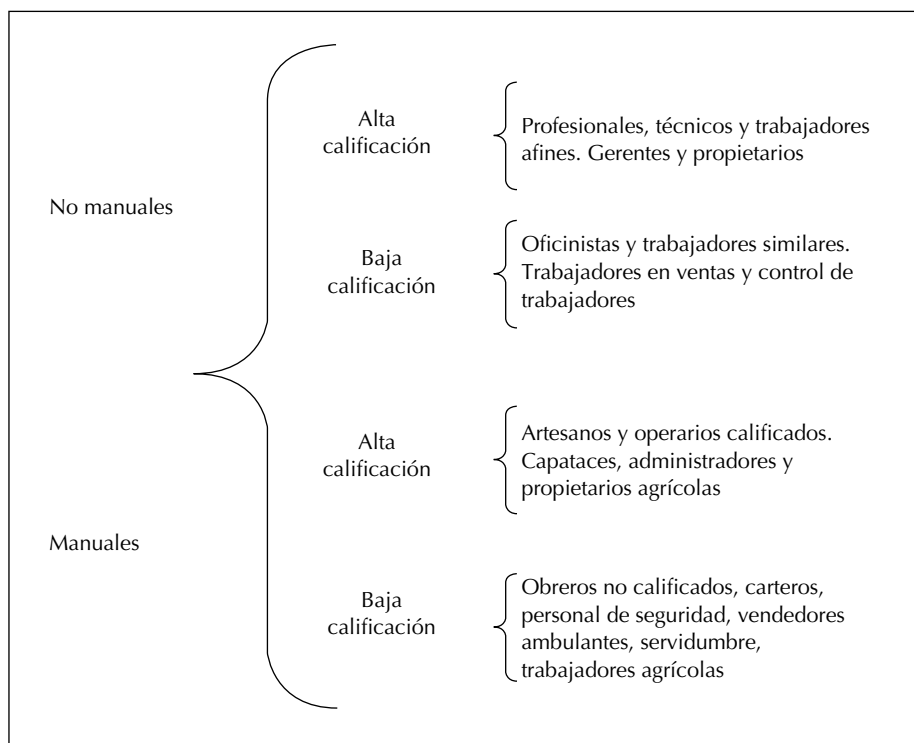 Alta
calificación
Profesionales, técnicos y trabajadores
afines. Gerentes y propietarios
No manuales
Baja
calificación
Oficinistas y trabajadores similares.
Trabajadores en ventas y control de
trabajadores
Alta
calificación
Artesanos y operarios calificados.
Capataces, administradores y
propietarios agrícolas
Manuales
Baja
calificación
Obreros no calificados, carteros,
personal de seguridad, vendedores
ambulantes, servidumbre,
trabajadores agrícolas